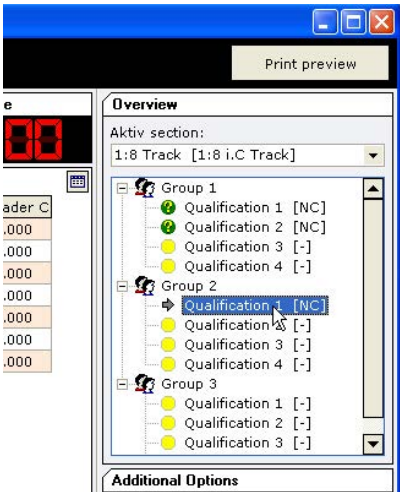 Print preview
e
00
ader C
.000
.000
.000
.000
.000
.000
.000
Overview
Aktiv section:
1:8 Track [1:8 i.C Track]
Group 1
Qualification 1 [NC]
Qualification 2 [NC]
Qualification 3 [-]
Qualification 4 [-]
Group 2
Qualification 1 [NC]
Qualification [-]
Qualification 3 [-]
Qualification 4 [-]
Group 3
Qualification 1 [-]
Qualification 2 [-]
Qualification 3 [-]
Additional Options